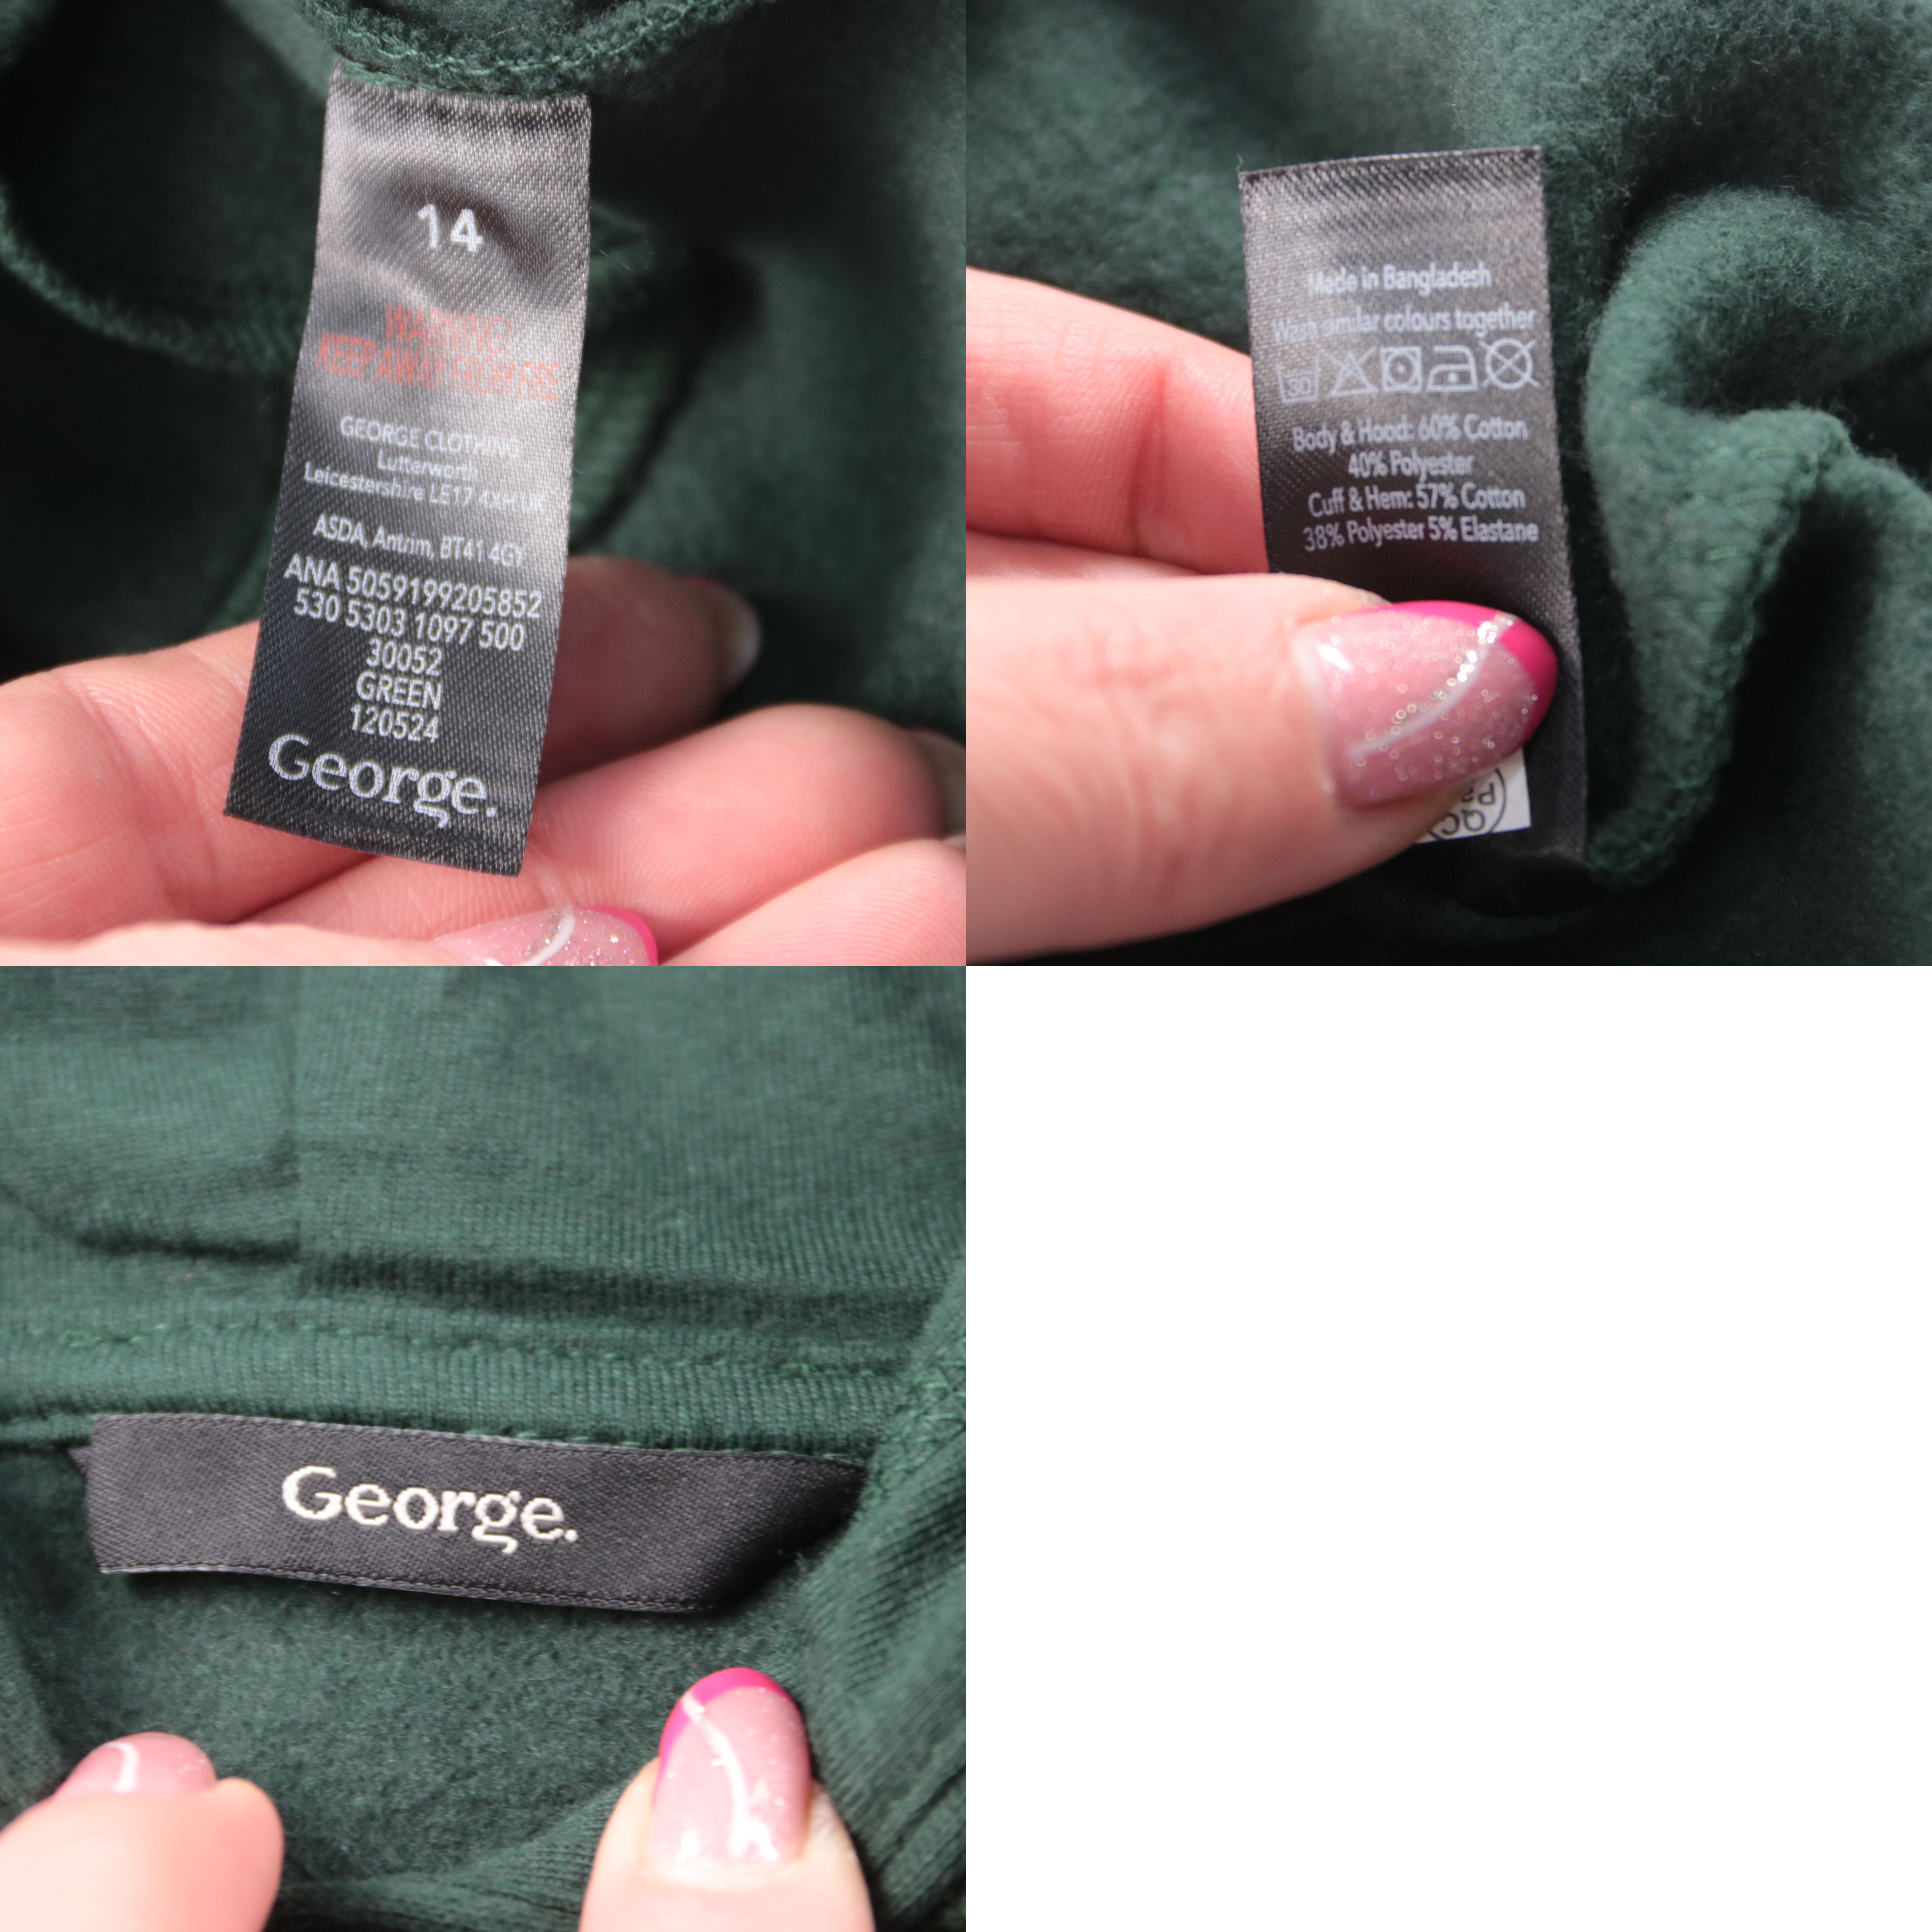 14
WARNING!
KEEP AWAY FROM FIRE
GEORGE CLOTHING,
Lutterworth
Leicestershire LE17 4XH UK
ASDA, Antrim, BT41 4GY
ANA 5059199205852
530 5303 1097 500
30052
GREEN
120524
George.
Made in Bangladesh
Wash similar colours together
30
Body & Hood: 60% Cotton
40% Polyester
Cuff & Hem: 57% Cotton
38% Polyester 5% Elastane
George.